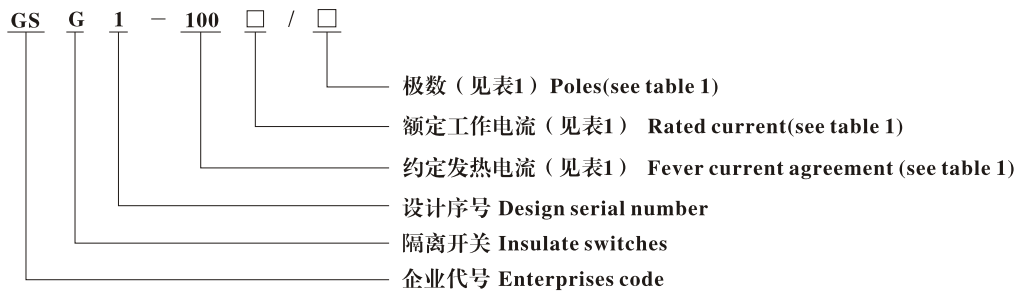 GS G 1 - 100 □ / □
极数（见表1）Poles(see table 1)
额定工作电流（见表1） Rated current(see table 1)
约定发热电流（见表1） Fever current agreement (see table 1)
设计序号 Design serial number
隔离开关 Insulate switches
企业代号 Enterprises code